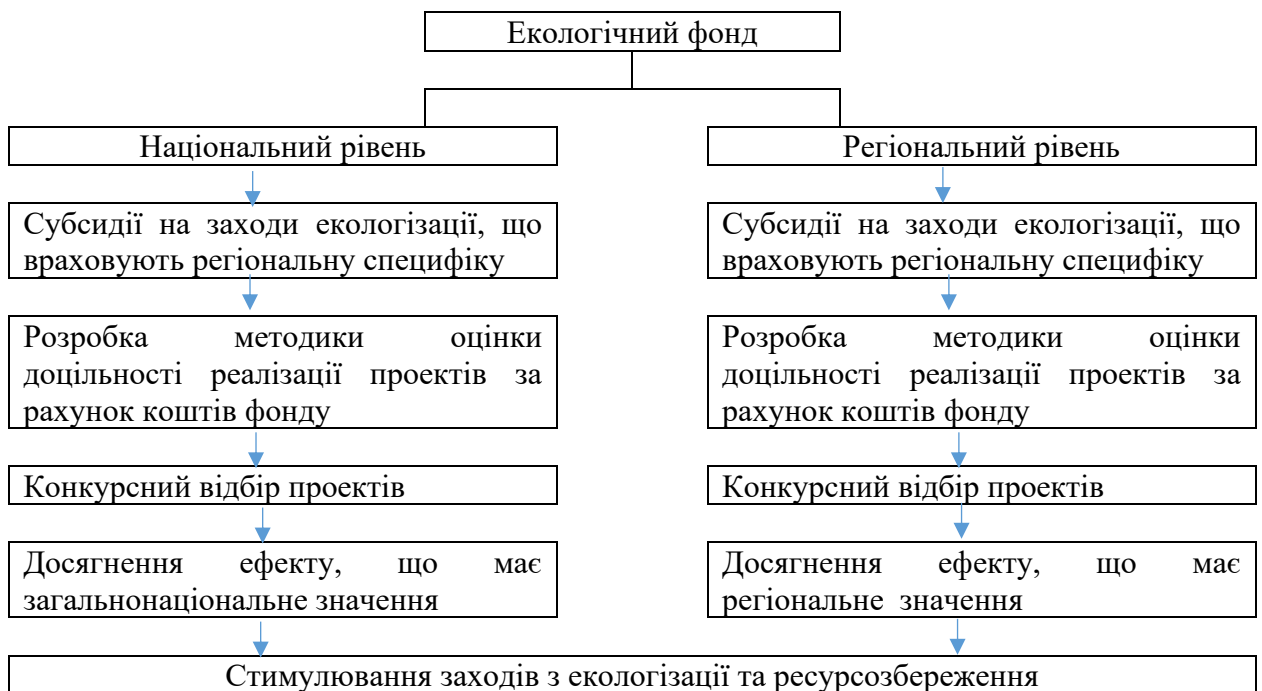 Екологічний фонд
Національний рівень
Регіональний рівень
Субсидії на заходи екологізації, що
враховують регіональну специфіку
Субсидії на заходи екологізації, що
враховують регіональну специфіку
Розробка методики оцінки
доцільності реалізації проектів за
рахунок коштів фонду
Розробка методики оцінки
доцільності реалізації проектів за
рахунок коштів фонду
Конкурсний відбір проектів
Конкурсний відбір проектів
Досягнення ефекту, що має
загальнонаціональне значення
Досягнення ефекту, що має
регіональне значення
Стимулювання заходів з екологізації та ресурсозбереження